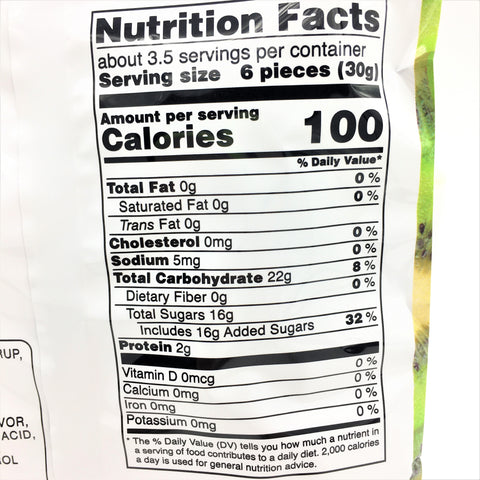 Nutrition Facts
about 3.5 servings per container
Serving size 6 pieces (30g)
Amount per serving
Calories 100
% Daily Value*
Total Fat 0g 0 %
Saturated Fat 0g 0 %
Trans Fat 0g
Cholesterol 0mg 0 %
Sodium 5mg 0 %
Total Carbohydrate 22g 8 %
Dietary Fiber 0g 0 %
Total Sugars 16g
Includes 16g Added Sugars 32 %
Protein 2g
Vitamin D 0mcg 0 %
Calcium 0mg 0 %
Iron 0mg 0 %
Potassium 0mg 0 %
* The % Daily Value (DV) tells you how much a nutrient in
a serving of food contributes to a daily diet. 2,000 calories
a day is used for general nutrition advice.
RUP,
VOR,
ACID,
OL